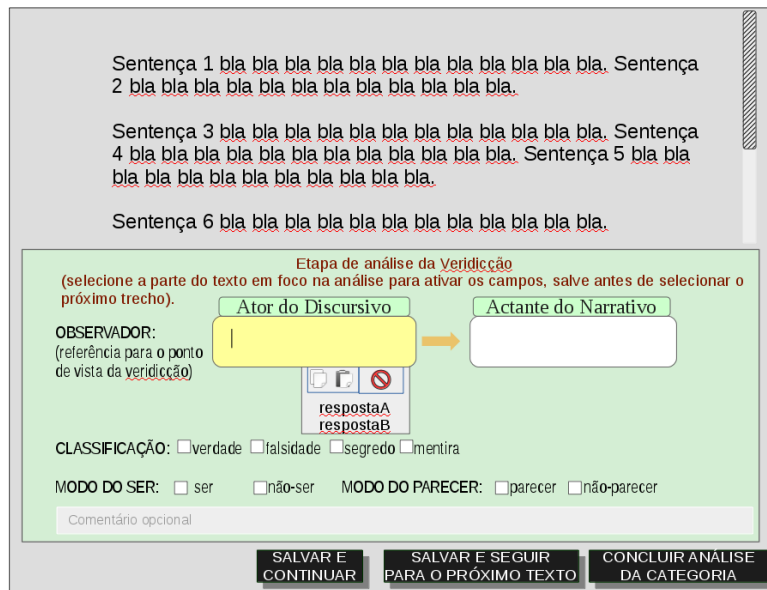 Sentença 1 bla bla bla bla bla bla bla bla bla bla bla bla. Sentença
2 bla bla bla bla bla bla bla bla bla bla bla bla.
Sentença 3 bla bla bla bla bla bla bla bla bla bla bla bla. Sentença
4 bla bla bla bla bla bla bla bla bla bla bla bla. Sentença 5 bla bla
bla bla bla bla bla bla bla bla bla bla.
Sentença 6 bla bla bla bla bla bla bla bla bla bla bla bla.
Etapa de análise da Veridicção
(selecione a parte do texto em foco na análise para ativar os campos, salve antes de selecionar o
próximo trecho).
Ator do Discursivo
Actante do Narrativo
OBSERVADOR:
(referência para o ponto
de vista da veridicção)
respostaA
respostaB
CLASSIFICAÇÃO: verdade falsidade segredo mentira
MODO DO SER: ser não-ser MODO DO PARECER: parecer não-parecer
Comentário opcional
SALVAR E
CONTINUAR
SALVAR E SEGUIR
PARA O PRÓXIMO TEXTO
CONCLUIR ANÁLISE
DA CATEGORIA